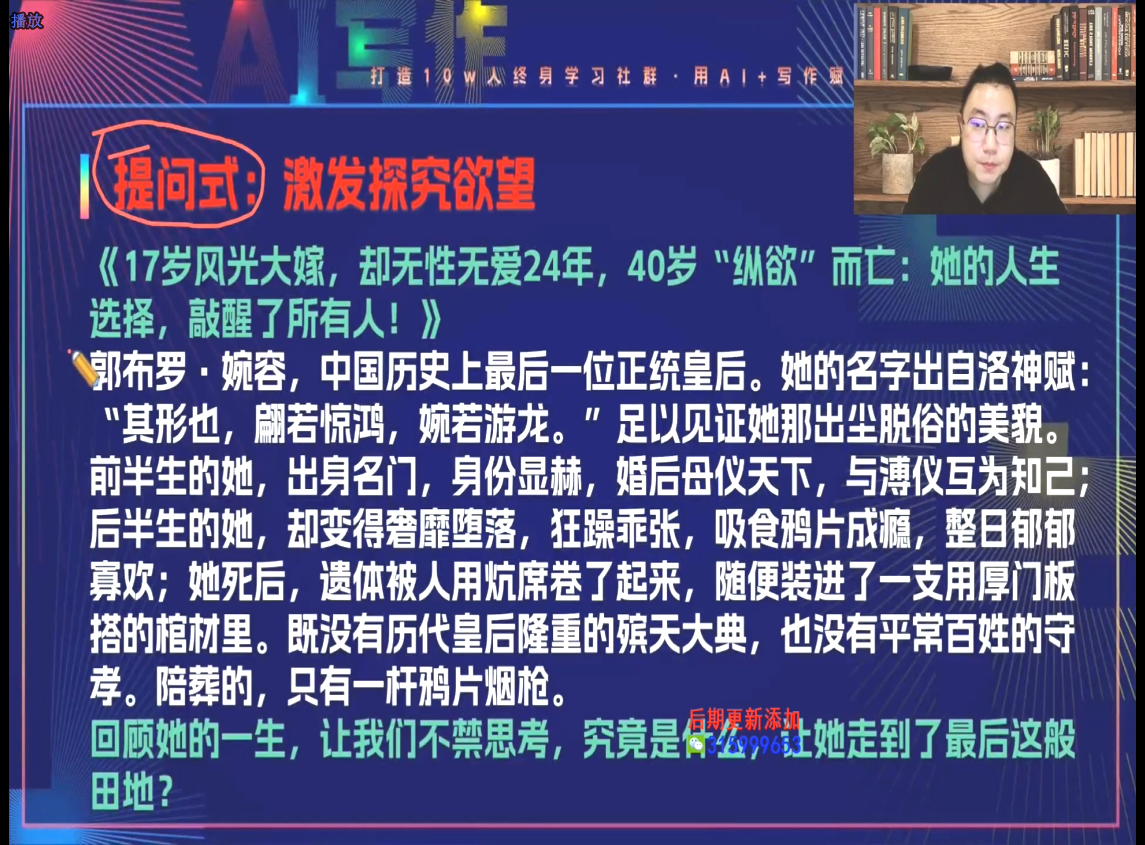 播放
AI写作
打造10w人终身学习社群·用AI+写作赋
提问式：激发探究欲望
《17岁风光大嫁，却无性无爱24年，40岁“纵欲”而亡：她的人生
选择，敲醒了所有人！》
郭布罗·婉容，中国历史上最后一位正统皇后。她的名字出自洛神赋：
“其形也，翩若惊鸿，婉若游龙。”足以见证她那出尘脱俗的美貌。
前半生的她，出身名门，身份显赫，婚后母仪天下，与溥仪互为知己；
后半生的她，却变得奢靡堕落，狂躁乖张，吸食鸦片成瘾，整日郁郁
寡欢；她死后，遗体被人用炕席卷了起来，随便装进了一支用厚门板
搭的棺材里。既没有历代皇后隆重的殡天大典，也没有平常百姓的守
孝。陪葬的，只有一杆鸦片烟枪。
回顾她的一生，让我们不禁思考，究竟是什么，让她走到了最后这般
田地？
后期更新添加
315999653